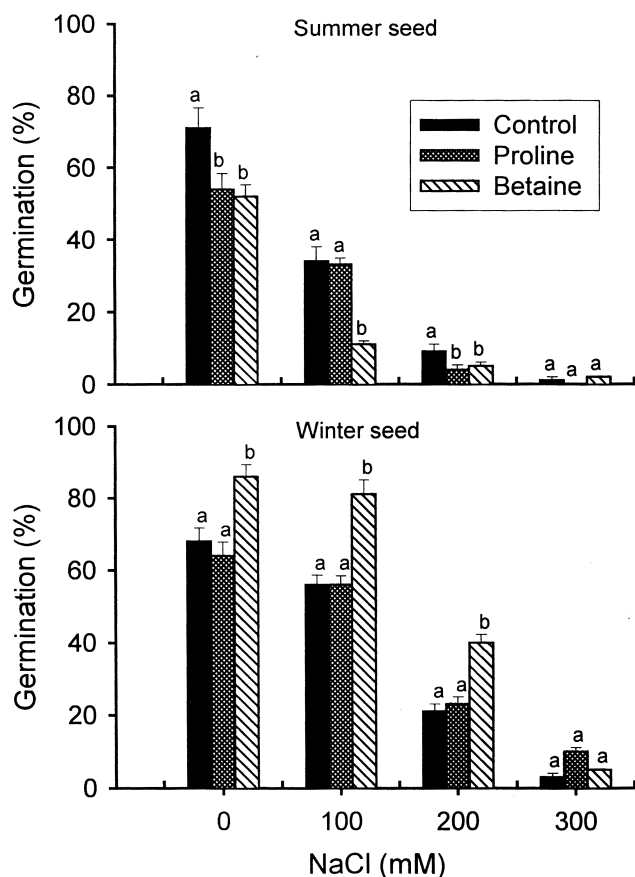 100
Summer seed
80
60
40
20
0
Germination (%)
Control
Proline
Betaine
a
b
b
a
a
b
a
b
b
a
a
a
100
Winter seed
80
60
40
20
0
Germination (%)
a
a
b
a
a
b
a
a
b
a
a
a
0
100
200
300
NaCl (mM)